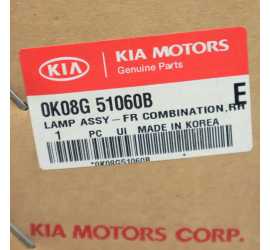 KIA KIA MOTORS
Genuine Parts
0K08G 51060B E
LAMP ASSY-FR COMBINATION,RH
1 PC UI MADE IN KOREA
*0K08G51060B *
KIA MOTORS CORP.